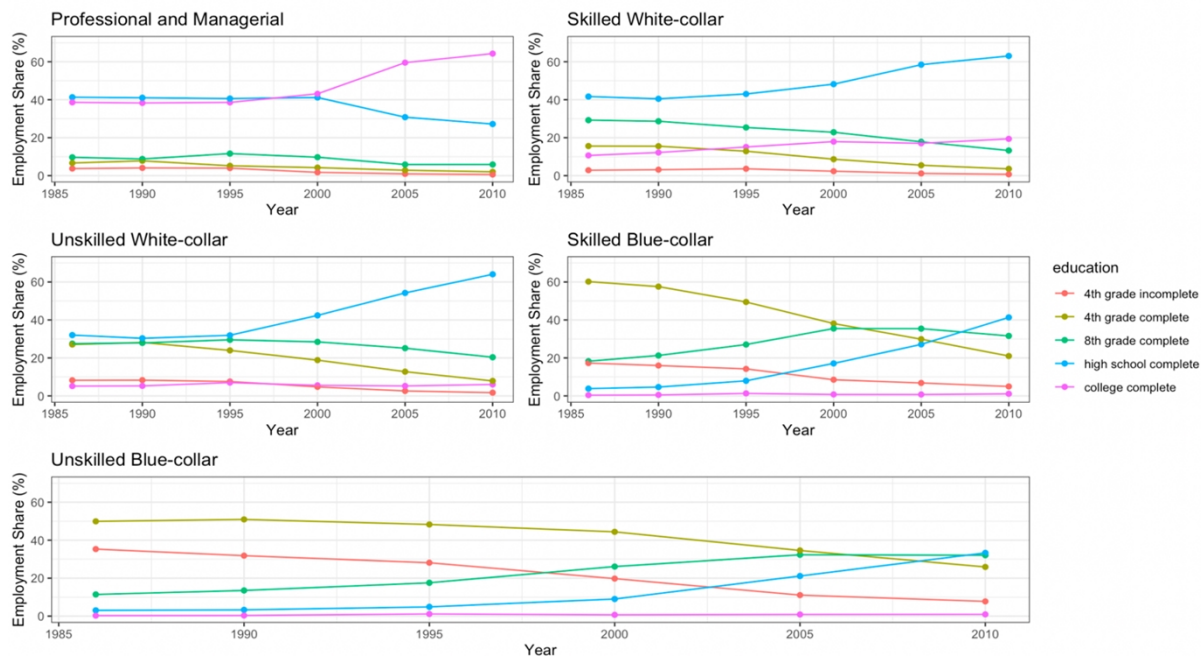 Professional and Managerial
Employment Share (%)
60
40
20
0
1985
1990
1995
2000
2005
2010
Year
Skilled White-collar
Employment Share (%)
60
40
20
0
1985
1990
1995
2000
2005
2010
Year
Unskilled White-collar
Employment Share (%)
60
40
20
0
1985
1990
1995
2000
2005
2010
Year
Skilled Blue-collar
Employment Share (%)
60
40
20
0
1985
1990
1995
2000
2005
2010
Year
education
4th grade incomplete
4th grade complete
8th grade complete
high school complete
college complete
Unskilled Blue-collar
Employment Share (%)
60
40
20
0
1985
1990
1995
2000
2005
2010
Year